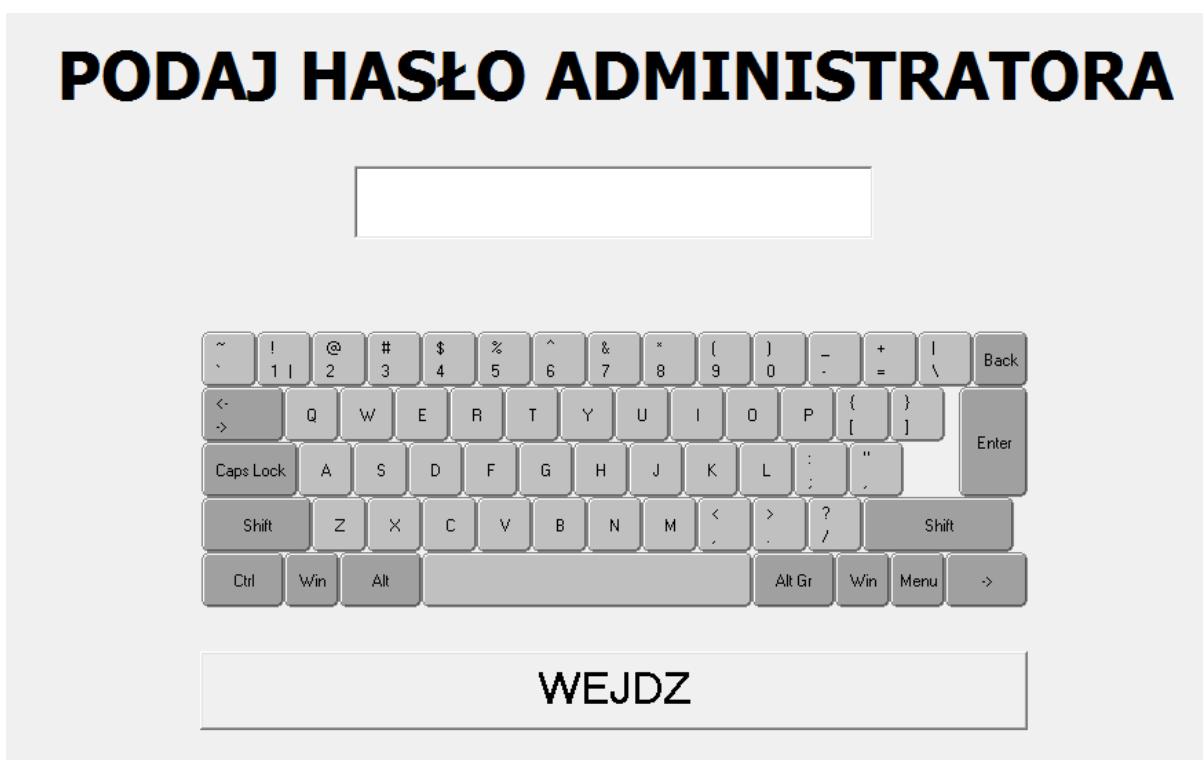 PODAJ HASŁO ADMINISTRATORA
~ ! @ # $ % ^ & * ( ) _ + |
` 1 | 2 3 4 5 6 7 8 9 0 - = \ Back
<- { }
-> Q W E R T Y U I O P [ ] Enter
Caps Lock A S D F G H J K L : ; " ,
Shift Z X C V B N M < , > . ? / Shift
Ctrl Win Alt Alt Gr Win Menu ->
WEJDZ